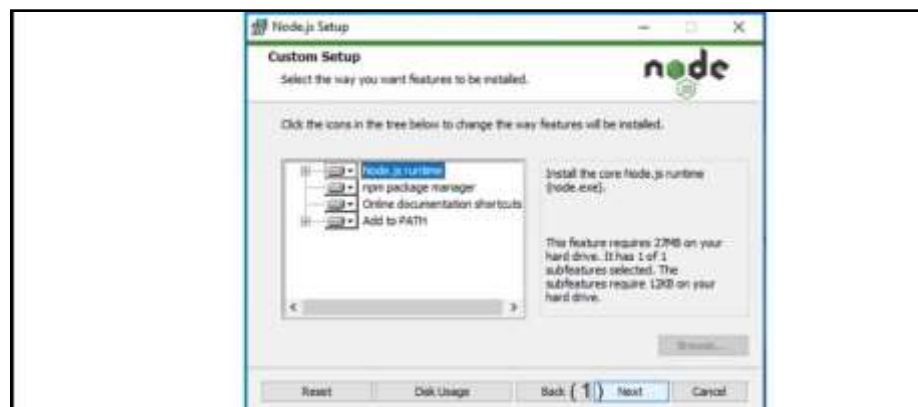 Node.js Setup
Custom Setup
Select the way you want features to be installed.
node
JS
Click the icons in the tree below to change the way features will be installed.
Node.js runtime
npm package manager
Online documentation shortcuts
Add to PATH
Install the core Node.js runtime
(node.exe).
This feature requires 27MB on your
hard drive. It has 1 of 1
subfeatures selected. The
subfeatures require 12KB on your
hard drive.
Browse...
Reset Disk Usage Back (1) Next Cancel